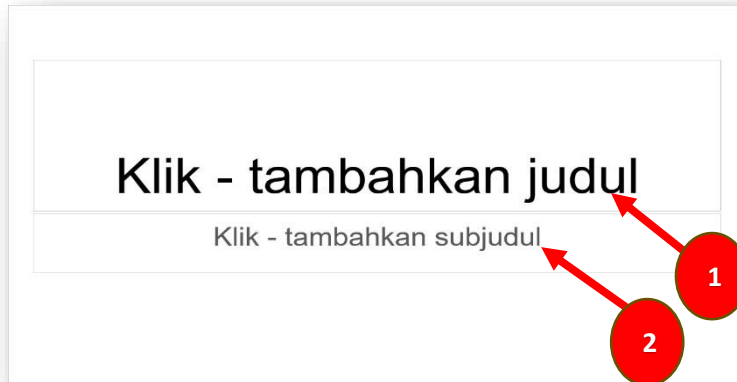 Klik - tambahkan judul
Klik - tambahkan subjudul
1
2